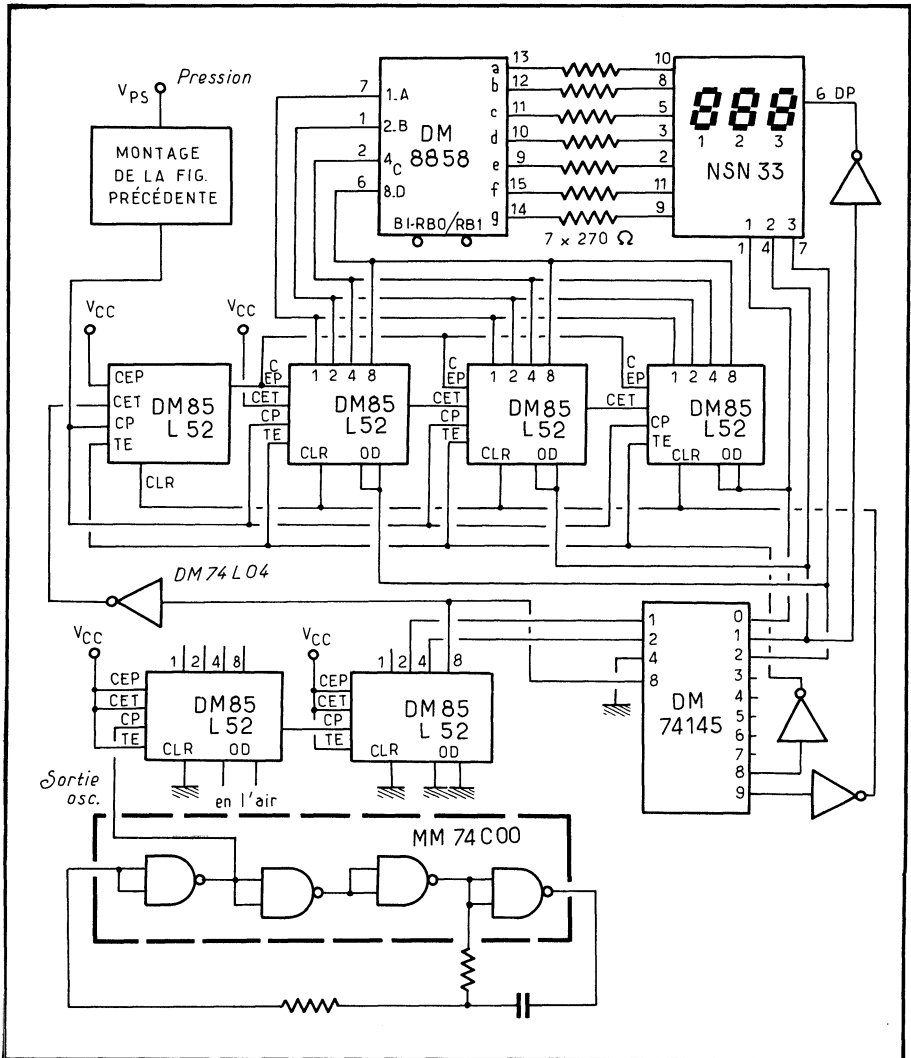 VPS Pression
MONTAGE
DE LA FIG.
PRÉCÉDENTE
7 1.A
1 2.B
2 4C
6 8.D
DM
8858
BI-RB0/RB1
a 13
b 12
c 11
d 10
e 9
f 15
g 14
7 x 270 Ω
10
8
5
3
2
11
9
888
1 2 3
NSN 33
1 2 3
1 4 7
6 DP
VCC
VCC
CEP
CET
CP
TE
DM85
L52
CLR
C
EP
CET
CP
TE
1 2 4 8
DM85
L52
CLR OD
C
EP
CET
CP
TE
1 2 4 8
DM85
L52
CLR OD
C
EP
CET
CP
TE
1 2 4 8
DM85
L52
CLR OD
DM74L04
VCC
1 2 4 8
CEP
CET
CP
TE
DM85
L52
CLR OD
en l'air
VCC
1 2 4 8
CEP
CET
CP
TE
DM85
L52
CLR OD
1
2
4
8
DM
74145
0
1
2
3
4
5
6
7
8
9
Sortie
osc.
MM74C00